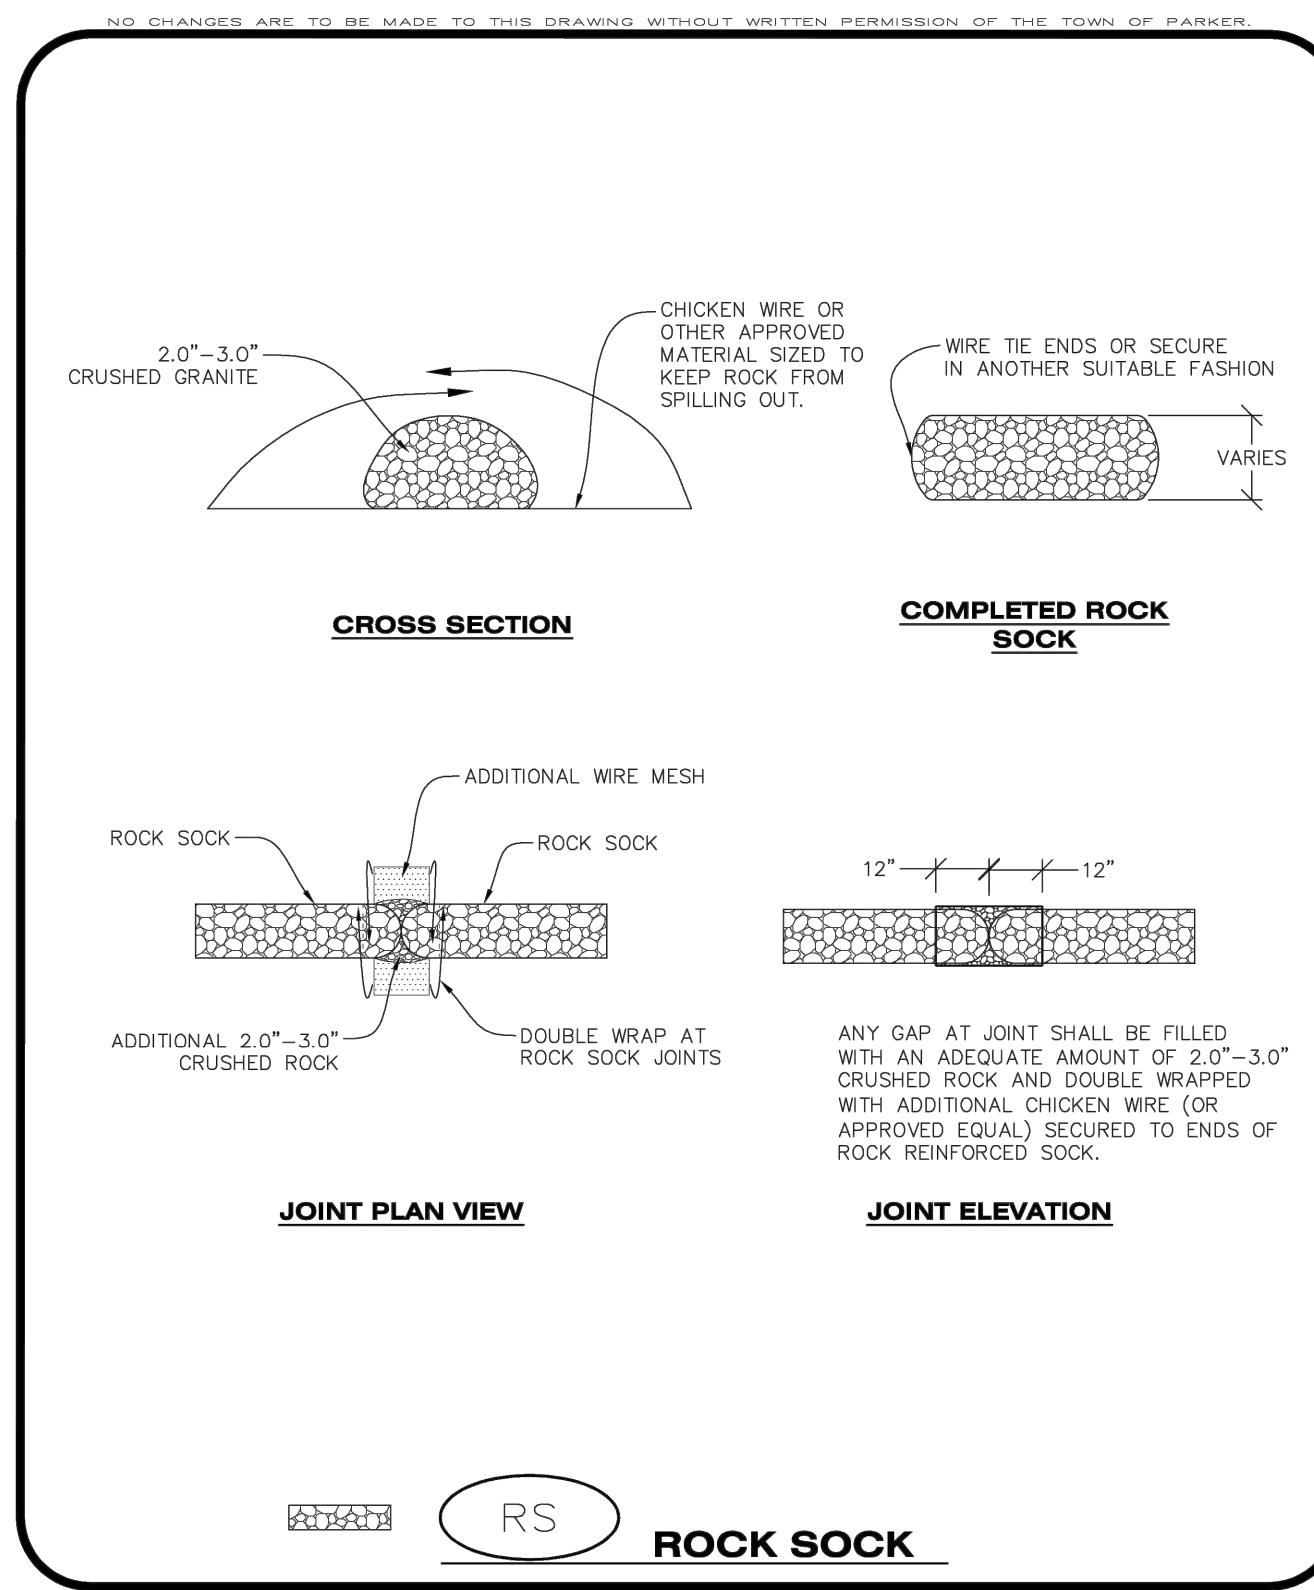 NO CHANGES ARE TO BE MADE TO THIS DRAWING WITHOUT WRITTEN PERMISSION OF THE TOWN OF PARKER.
2.0"–3.0"
CRUSHED GRANITE
CHICKEN WIRE OR
OTHER APPROVED
MATERIAL SIZED TO
KEEP ROCK FROM
SPILLING OUT.
WIRE TIE ENDS OR SECURE
IN ANOTHER SUITABLE FASHION
VARIES
CROSS SECTION
COMPLETED ROCK
SOCK
ADDITIONAL WIRE MESH
ROCK SOCK
ROCK SOCK
ADDITIONAL 2.0"–3.0"
CRUSHED ROCK
DOUBLE WRAP AT
ROCK SOCK JOINTS
JOINT PLAN VIEW
12"
12"
ANY GAP AT JOINT SHALL BE FILLED
WITH AN ADEQUATE AMOUNT OF 2.0"–3.0"
CRUSHED ROCK AND DOUBLE WRAPPED
WITH ADDITIONAL CHICKEN WIRE (OR
APPROVED EQUAL) SECURED TO ENDS OF
ROCK REINFORCED SOCK.
JOINT ELEVATION
RS
ROCK SOCK